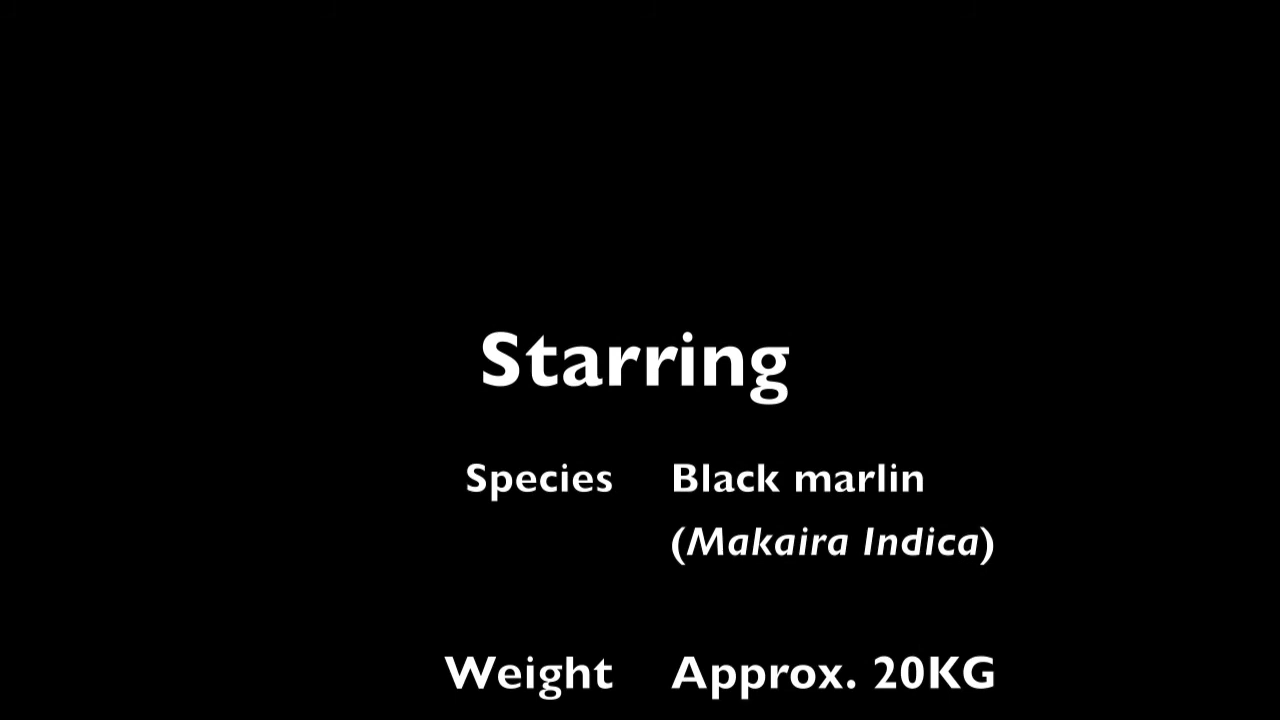 Starring
Species Black marlin
(Makaira Indica)
Weight Approx. 20KG